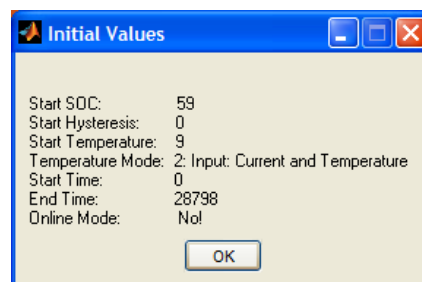 Initial Values
Start SOC: 59
Start Hysteresis: 0
Start Temperature: 9
Temperature Mode: 2: Input: Current and Temperature
Start Time: 0
End Time: 28798
Online Mode: No!
OK